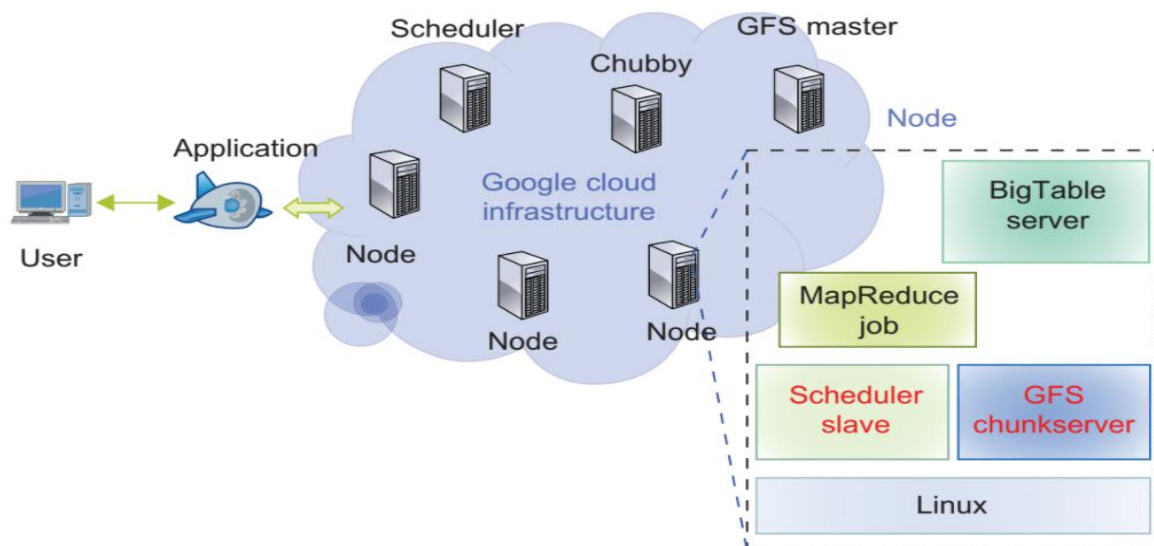 Scheduler
GFS master
Chubby
Node
Application
Google cloud
infrastructure
User
Node
Node
Node
BigTable
server
MapReduce
job
Scheduler
slave
GFS
chunkserver
Linux